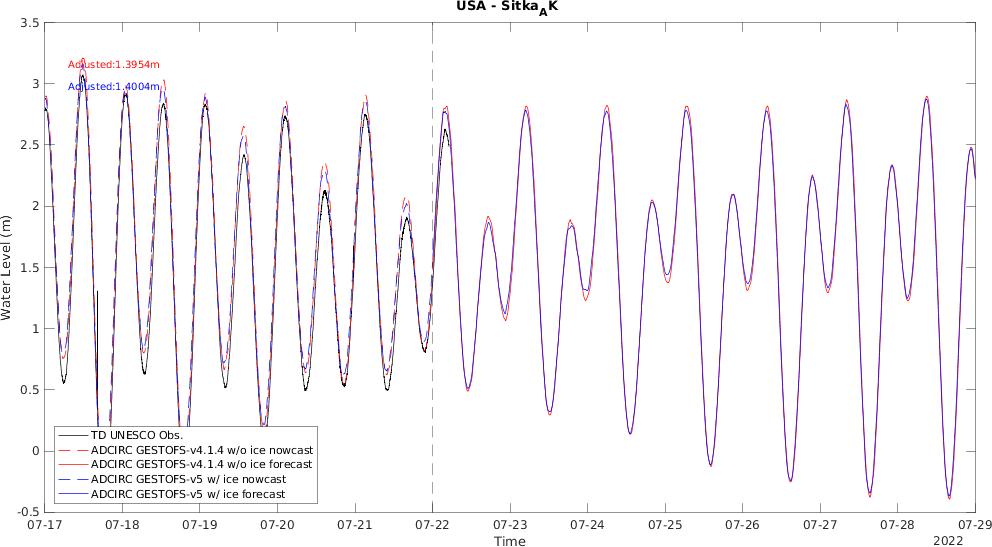 USA - Sitka_AK
3.5
3
2.5
2
1.5
1
0.5
0
-0.5
Water Level (m)
Adjusted:1.3954m
Adjusted:1.4004m
TD UNESCO Obs.
ADCIRC GESTOFS-v4.1.4 w/o ice nowcast
ADCIRC GESTOFS-v4.1.4 w/o ice forecast
ADCIRC GESTOFS-v5 w/ ice nowcast
ADCIRC GESTOFS-v5 w/ ice forecast
07-17 07-18 07-19 07-20 07-21 07-22 07-23 07-24 07-25 07-26 07-27 07-28 07-29
Time
2022